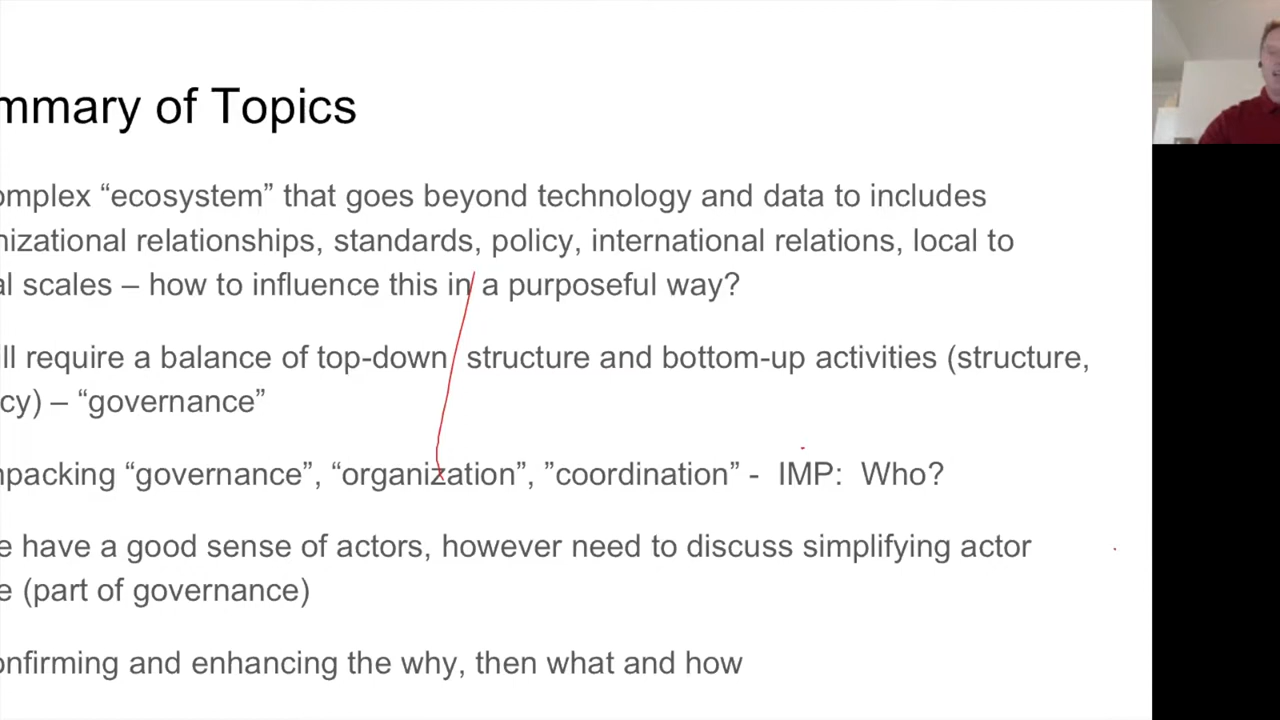 mmary of Topics
omplex “ecosystem” that goes beyond technology and data to includes
nizational relationships, standards, policy, international relations, local to
al scales – how to influence this in a purposeful way?
ll require a balance of top-down structure and bottom-up activities (structure,
cy) – “governance”
npacking “governance”, “organization”, ”coordination” - IMP: Who?
e have a good sense of actors, however need to discuss simplifying actor
e (part of governance)
onfirming and enhancing the why, then what and how